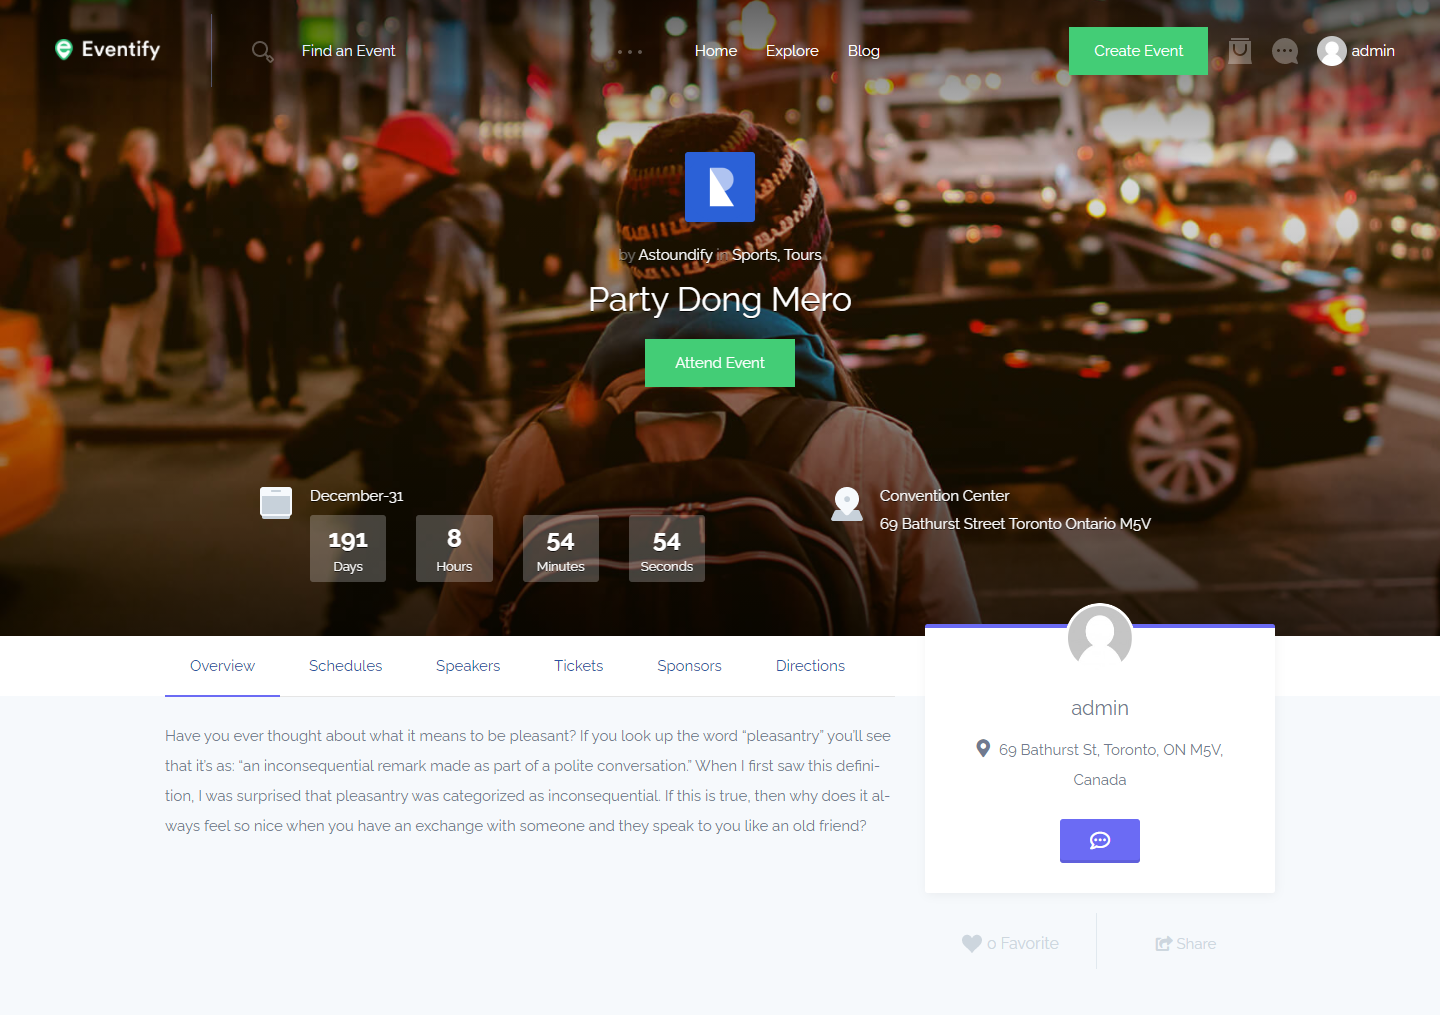 Eventify
Find an Event
Home
Explore
Blog
Create Event
admin
by Astoundify in Sports, Tours
Party Dong Mero
Attend Event
December-31
191
Days
8
Hours
54
Minutes
54
Seconds
Convention Center
69 Bathurst Street Toronto Ontario M5V
Overview
Schedules
Speakers
Tickets
Sponsors
Directions
Have you ever thought about what it means to be pleasant? If you look up the word “pleasantry” you’ll see
that it’s as: “an inconsequential remark made as part of a polite conversation.” When I first saw this defini-
tion, I was surprised that pleasantry was categorized as inconsequential. If this is true, then why does it al-
ways feel so nice when you have an exchange with someone and they speak to you like an old friend?
admin
69 Bathurst St, Toronto, ON M5V,
Canada
0 Favorite
Share